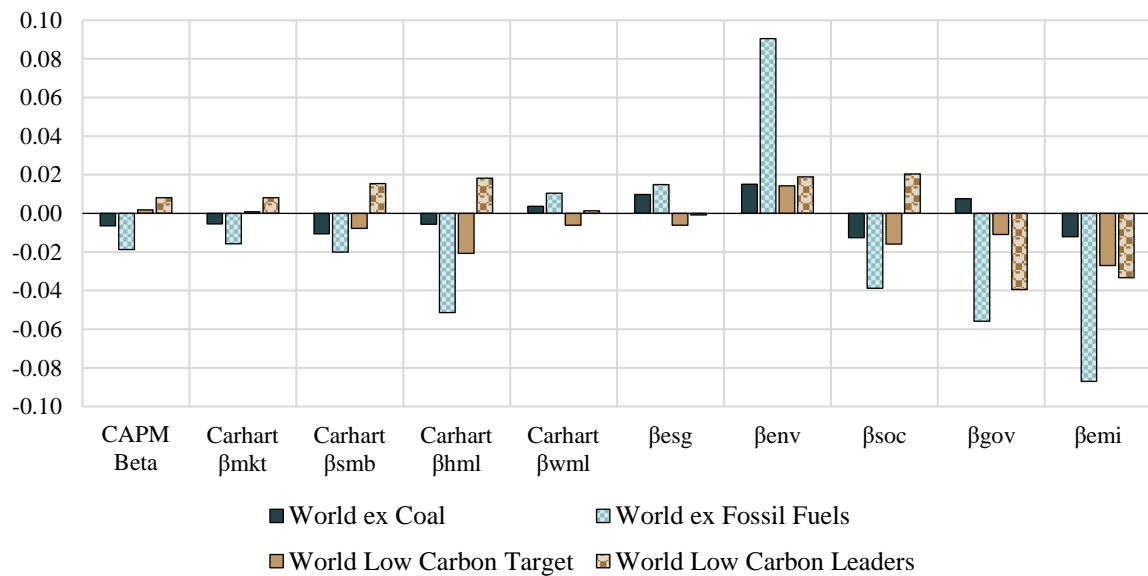 0.10
0.08
0.06
0.04
0.02
0.00
-0.02
-0.04
-0.06
-0.08
-0.10
CAPM Beta
Carhart βmkt
Carhart βsmb
Carhart βhml
Carhart βwml
βesg
βenv
βsoc
βgov
βemi
World ex Coal
World ex Fossil Fuels
World Low Carbon Target
World Low Carbon Leaders